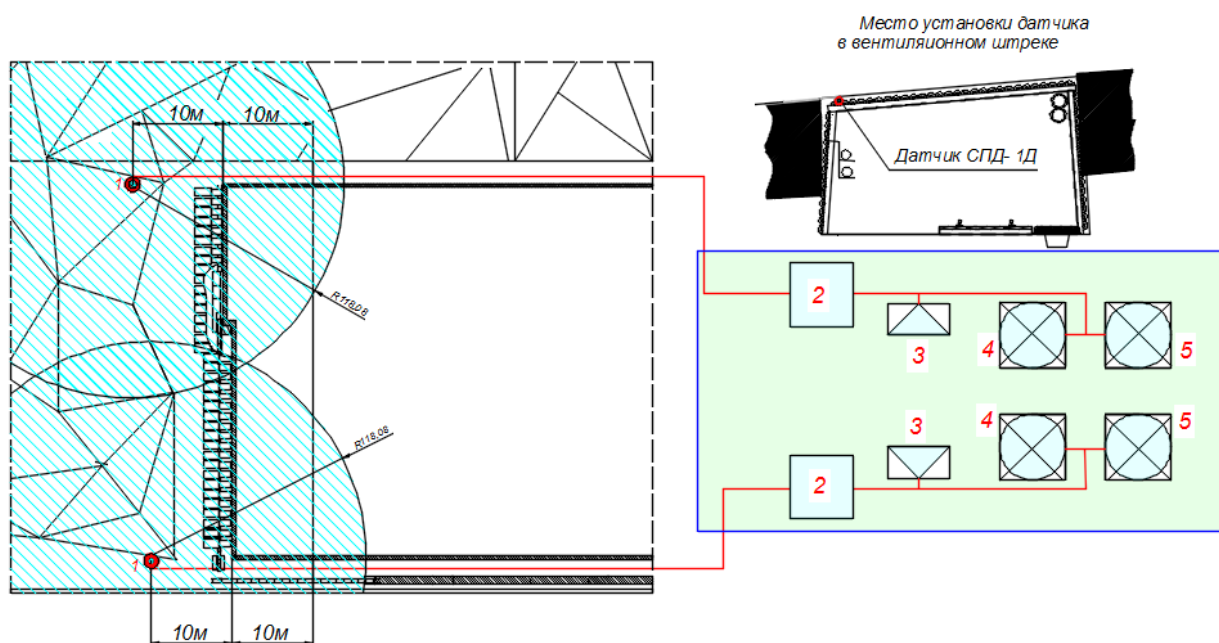 Место установки датчика
в вентиляионном штреке
10м
10м
Датчик СПД- 1Д
1
R118,08
2
3
4
5
R118,08
3
4
5
2
1
10м
10м